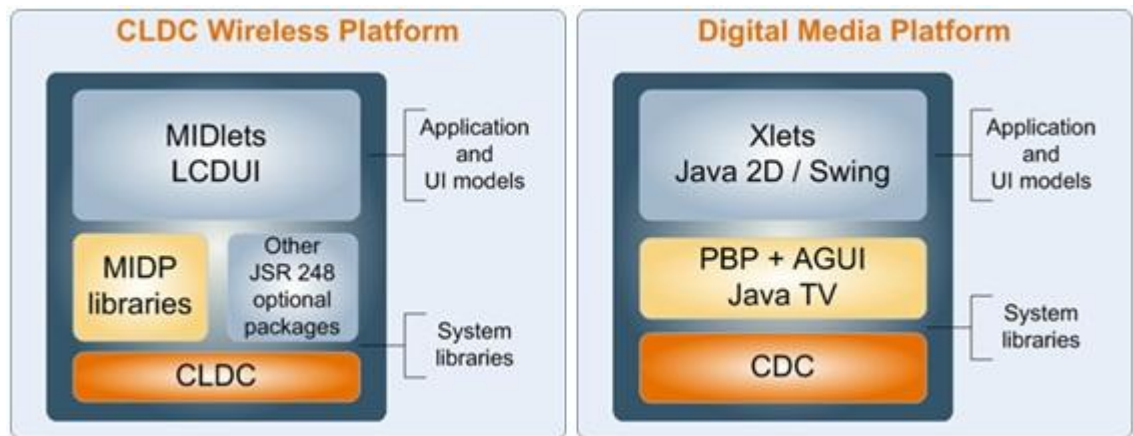 CLDC Wireless Platform
MIDlets
LCDUI
Application
and
UI models
MIDP
libraries
Other
JSR 248
optional
packages
System
libraries
CLDC
Digital Media Platform
Xlets
Java 2D / Swing
Application
and
UI models
PBP + AGUI
Java TV
System
libraries
CDC